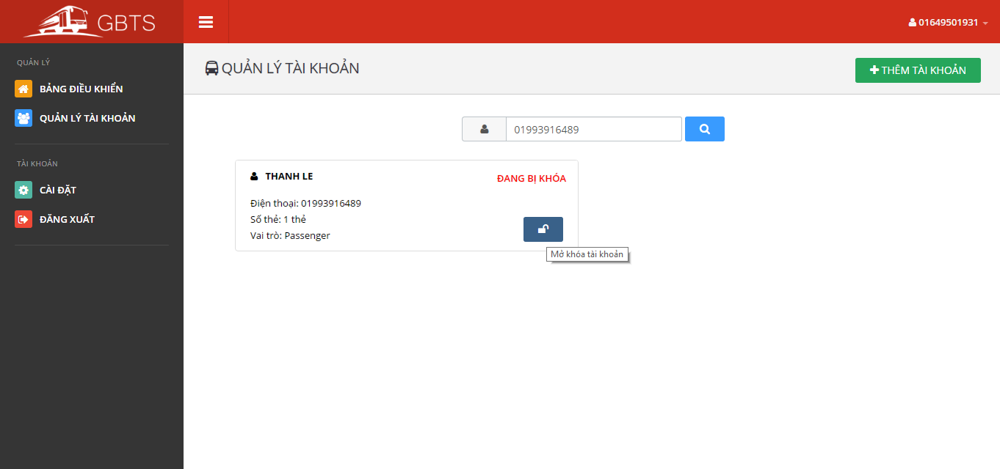 GBTS
01649501931
QUẢN LÝ
BẢNG ĐIỀU KHIỂN
QUẢN LÝ TÀI KHOẢN
TÀI KHOẢN
CÀI ĐẶT
ĐĂNG XUẤT
QUẢN LÝ TÀI KHOẢN
THÊM TÀI KHOẢN
01993916489
THANH LE
ĐANG BỊ KHÓA
Điện thoại: 01993916489
Số thẻ: 1 thẻ
Vai trò: Passenger
Mở khóa tài khoản